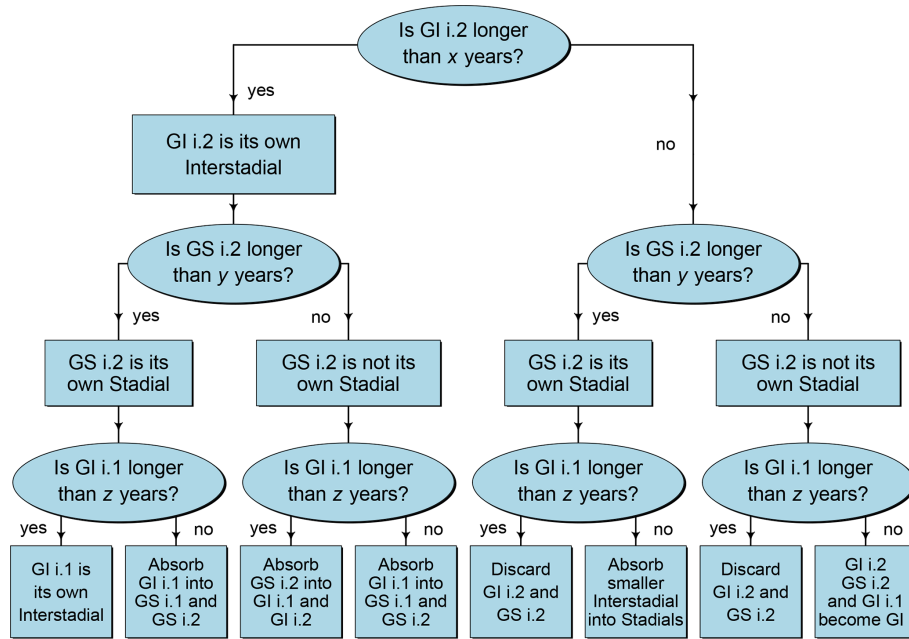 Is GI i.2 longer
than x years?
yes
no
GI i.2 is its own
Interstadial
Is GS i.2 longer
than y years?
Is GS i.2 longer
than y years?
yes
no
yes
no
GS i.2 is its
own Stadial
GS i.2 is not its
own Stadial
GS i.2 is its
own Stadial
GS i.2 is not its
own Stadial
Is GI i.1 longer
than z years?
Is GI i.1 longer
than z years?
Is GI i.1 longer
than z years?
Is GI i.1 longer
than z years?
yes
no
yes
no
yes
no
yes
no
GI i.1 is
its own
Interstadial
Absorb
GI i.1 into
GS i.1 and
GS i.2
Absorb
GS i.2 into
GI i.1 and
GI i.2
Absorb
GI i.1 into
GS i.1 and
GS i.2
Discard
GI i.2 and
GS i.2
Absorb
smaller
Interstadial
into Stadials
Discard
GI i.2 and
GS i.2
GI i.2
GS i.2
and GI i.1
become GI